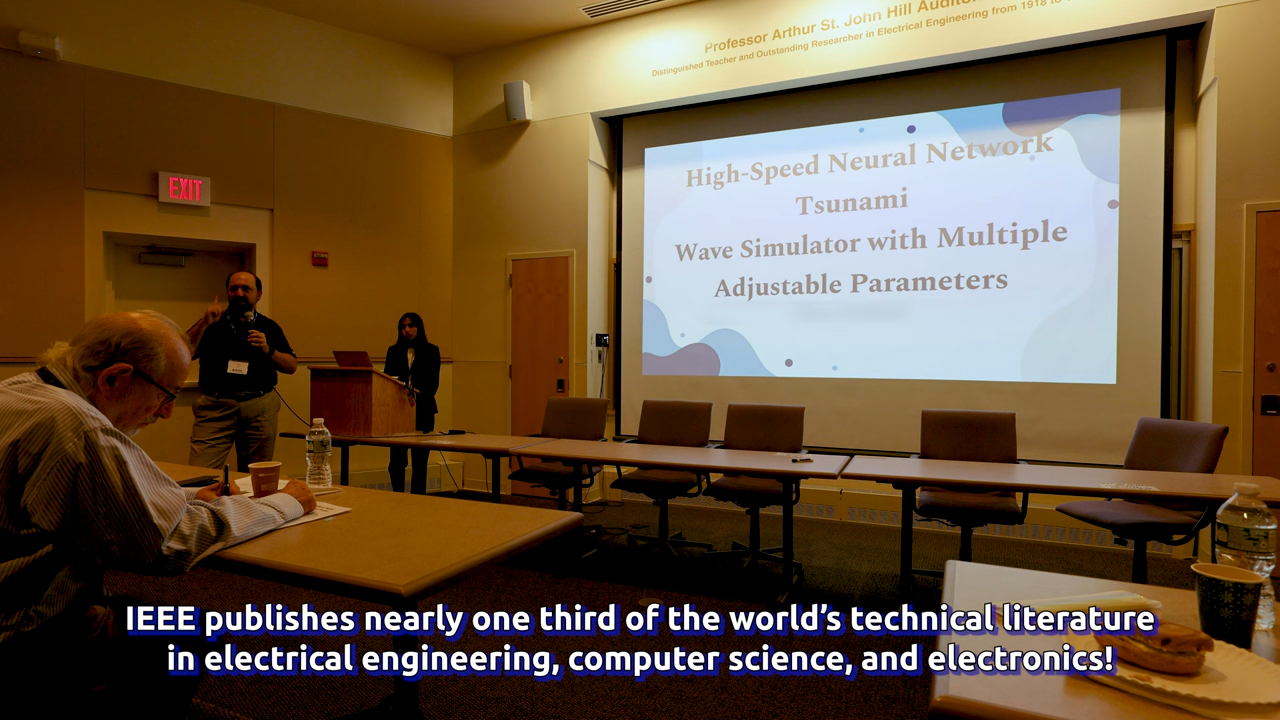 Professor Arthur St. John Hill
Distinguished Teacher and Outstanding Researcher in Electrical Engineering from 1918 to
EXIT
High-Speed Neural Network
Tsunami
Wave Simulator with Multiple
Adjustable Parameters
IEEE publishes nearly one third of the world’s technical literature
in electrical engineering, computer science, and electronics!